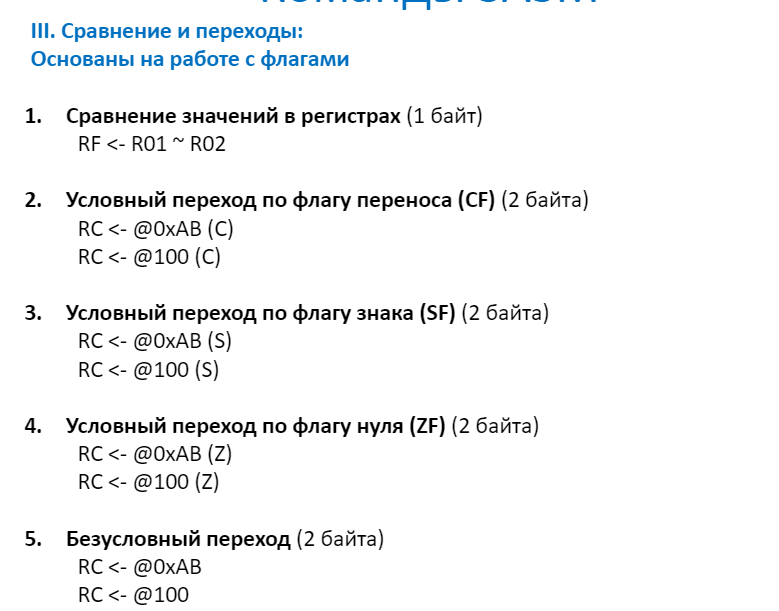 III. Сравнение и переходы:
Основаны на работе с флагами
1. Сравнение значений в регистрах (1 байт)
RF <- R01 ~ R02
2. Условный переход по флагу переноса (CF) (2 байта)
RC <- @0xAB (C)
RC <- @100 (C)
3. Условный переход по флагу знака (SF) (2 байта)
RC <- @0xAB (S)
RC <- @100 (S)
4. Условный переход по флагу нуля (ZF) (2 байта)
RC <- @0xAB (Z)
RC <- @100 (Z)
5. Безусловный переход (2 байта)
RC <- @0xAB
RC <- @100